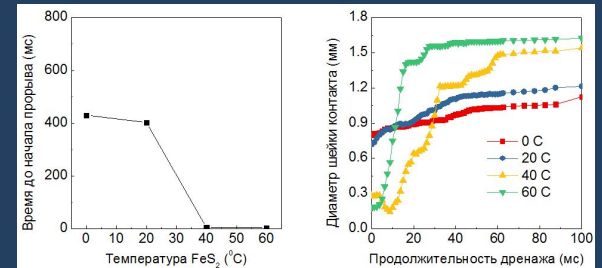 800
600
400
200
0
0 20 40 60
Время до начала прорыва (мс)
Температура FeS₂ (⁰C)
1.8
1.5
1.2
0.9
0.6
0.3
0.0
0 20 40 60 80 100
Диаметр шейки контакта (мм)
Продолжительность дренажа (мс)
0 C
20 C
40 C
60 C